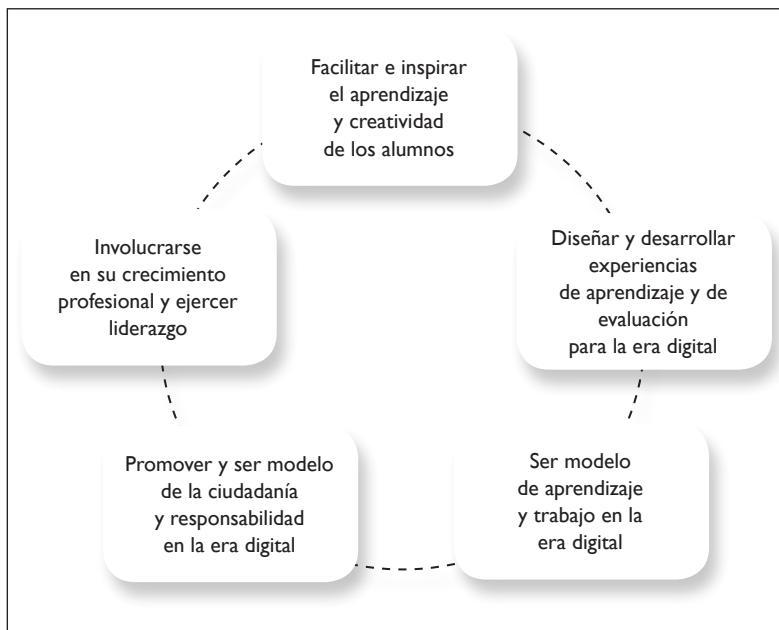 Facilitar e inspirar
el aprendizaje
y creatividad
de los alumnos
Diseñar y desarrollar
experiencias
de aprendizaje y de
evaluación
para la era digital
Ser modelo
de aprendizaje
y trabajo en la
era digital
Promover y ser modelo
de la ciudadanía
y responsabilidad
en la era digital
Involucrarse
en su crecimiento
profesional y ejercer
liderazgo